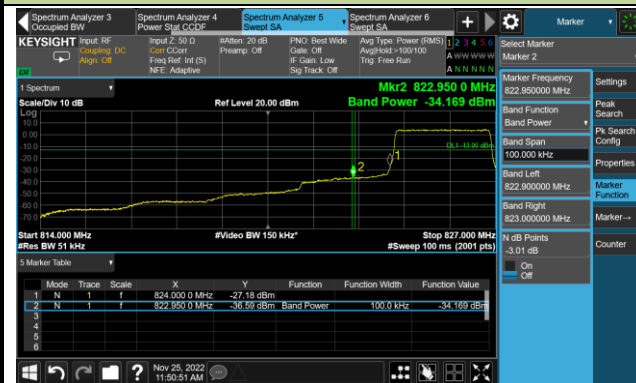 Spectrum Analyzer 3
Occupied BW
Spectrum Analyzer 4
Power Stat CCDF
Spectrum Analyzer 5
Swept SA
Spectrum Analyzer 6
Swept SA
+
Marker
KEYSIGHT
Input: RF
Coupling: DC
Align: Off
Input Z: 50 Ω
Corr CCorr
Freq Ref: Int (S)
NFE: Adaptive
#Atten: 20 dB
Preamp: Off
PNO: Best Wide
Gate: Off
IF Gain: Low
Sig Track: Off
Avg Type: Power (RMS)
Avg|Hold:>100/100
Trig: Free Run
1 2 3 4 5 6
A W W W W W
A N N N N N
Select Marker
Marker 2
1 Spectrum
Scale/Div 10 dB
Ref Level 20.00 dBm
Mkr2 822.950 0 MHz
Band Power -34.169 dBm
Log
10.0
0.00
-10.0
-20.0
-30.0
-40.0
-50.0
-60.0
-70.0
DL1 -13.00 dBm
2
1
Start 814.000 MHz
#Res BW 51 kHz
#Video BW 150 kHz*
Stop 827.000 MHz
#Sweep 100 ms (2001 pts)
Marker Frequency
822.950000 MHz
Band Function
Band Power
Band Span
100.000 kHz
Band Left
822.900000 MHz
Band Right
823.000000 MHz
N dB Points
-3.01 dB
On
Off
Settings
Peak Search
Pk Search Config
Properties
Marker Function
Marker→
Counter
5 Marker Table
Mode Trace Scale X Y Function Function Width Function Value
1 N 1 f 824.000 0 MHz -27.18 dBm
2 N 1 f 822.950 0 MHz -36.59 dBm Band Power 100.0 kHz -34.169 dBm
3
4
5
6
?
Nov 25, 2022
11:50:51 AM